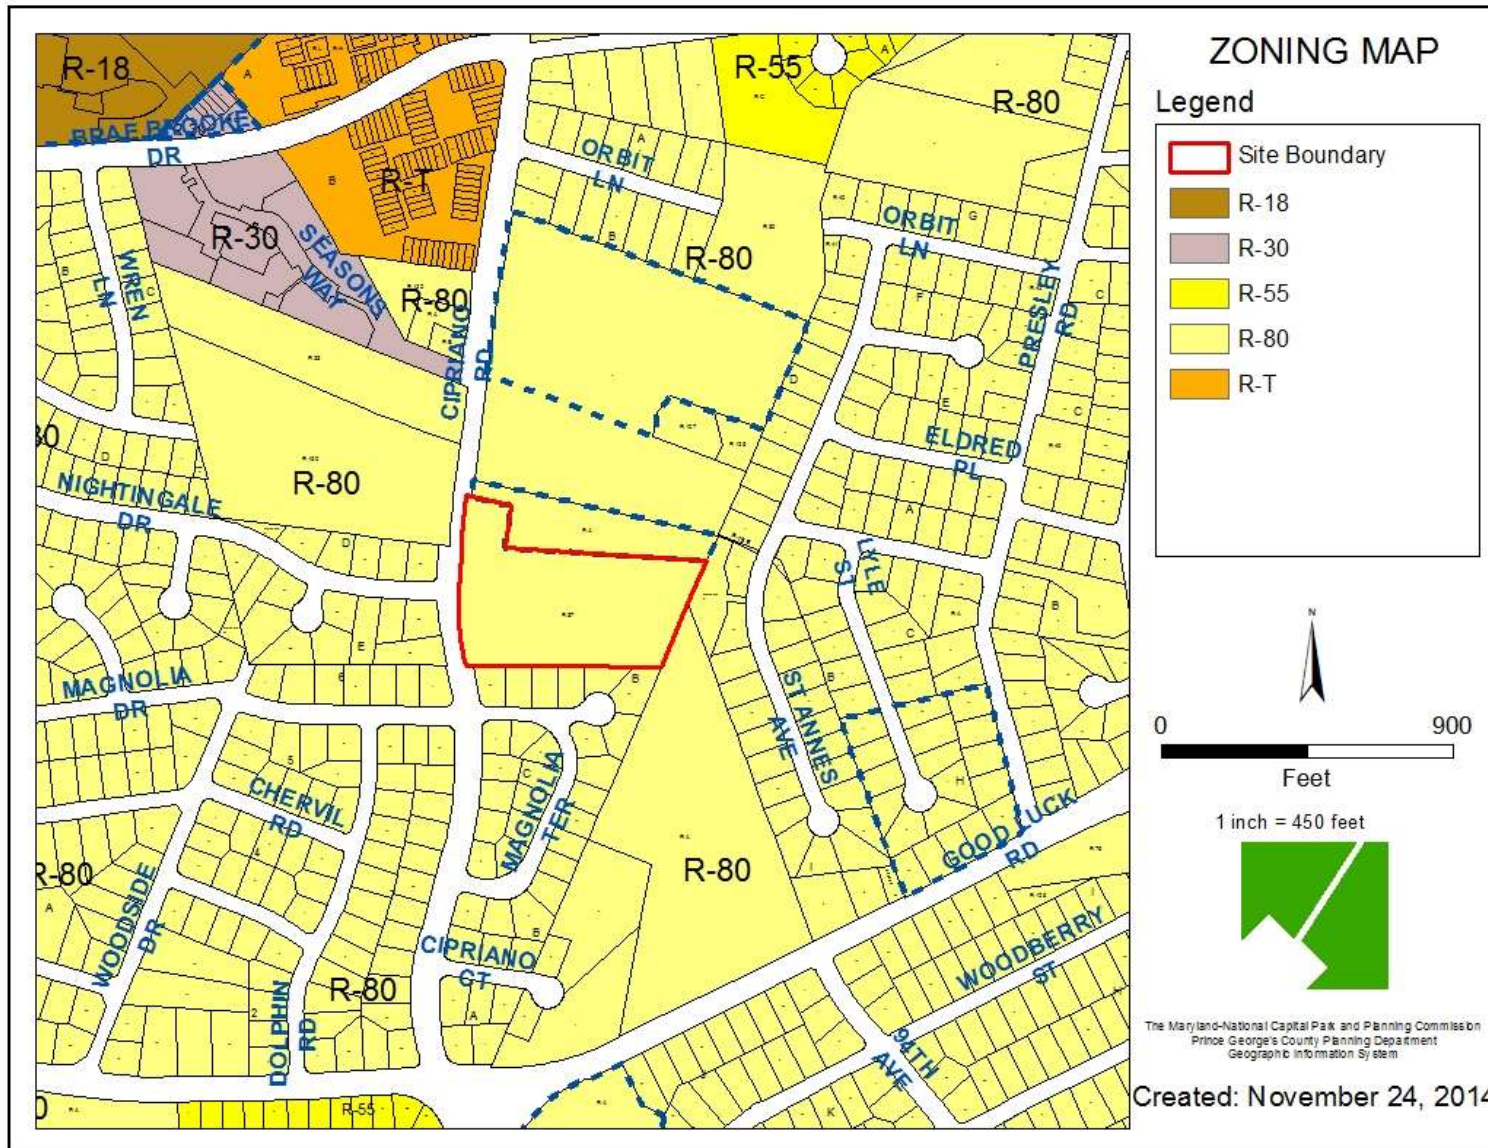 ZONING MAP
Legend
Site Boundary
R-18
R-30
R-55
R-80
R-T
N
0 900
Feet
1 inch = 450 feet
The Maryland-National Capital Park and Planning Commission
Prince George's County Planning Department
Geographic Information System
Created: November 24, 2014
R-18
BRAE BROOKE
DR
R-T
R-55
R-80
ORBIT
LN
ORBIT
LN
R-30
SEASONS
WAY
R-80
R-80
WREN
LN
CIPRIANO
RD
PRESLEY
RD
ELDRED
PL
R-80
NIGHTINGALE
DR
LYLE
ST
MAGNOLIA
DR
ST ANNES
AVE
CHERVIL
RD
MAGNOLIA
TER
GOOD LUCK
RD
R-80
R-80
WOODSIDE
DR
CIPRIANO
CT
WOODBERRY
ST
R-80
DOLPHIN
RD
94TH
AVE
R-55
A
B
A
B
A
G
F
C
D
E
C
A
B
C
D
E
6
B
5
C
4
B
H
I
A
2
A
B
K